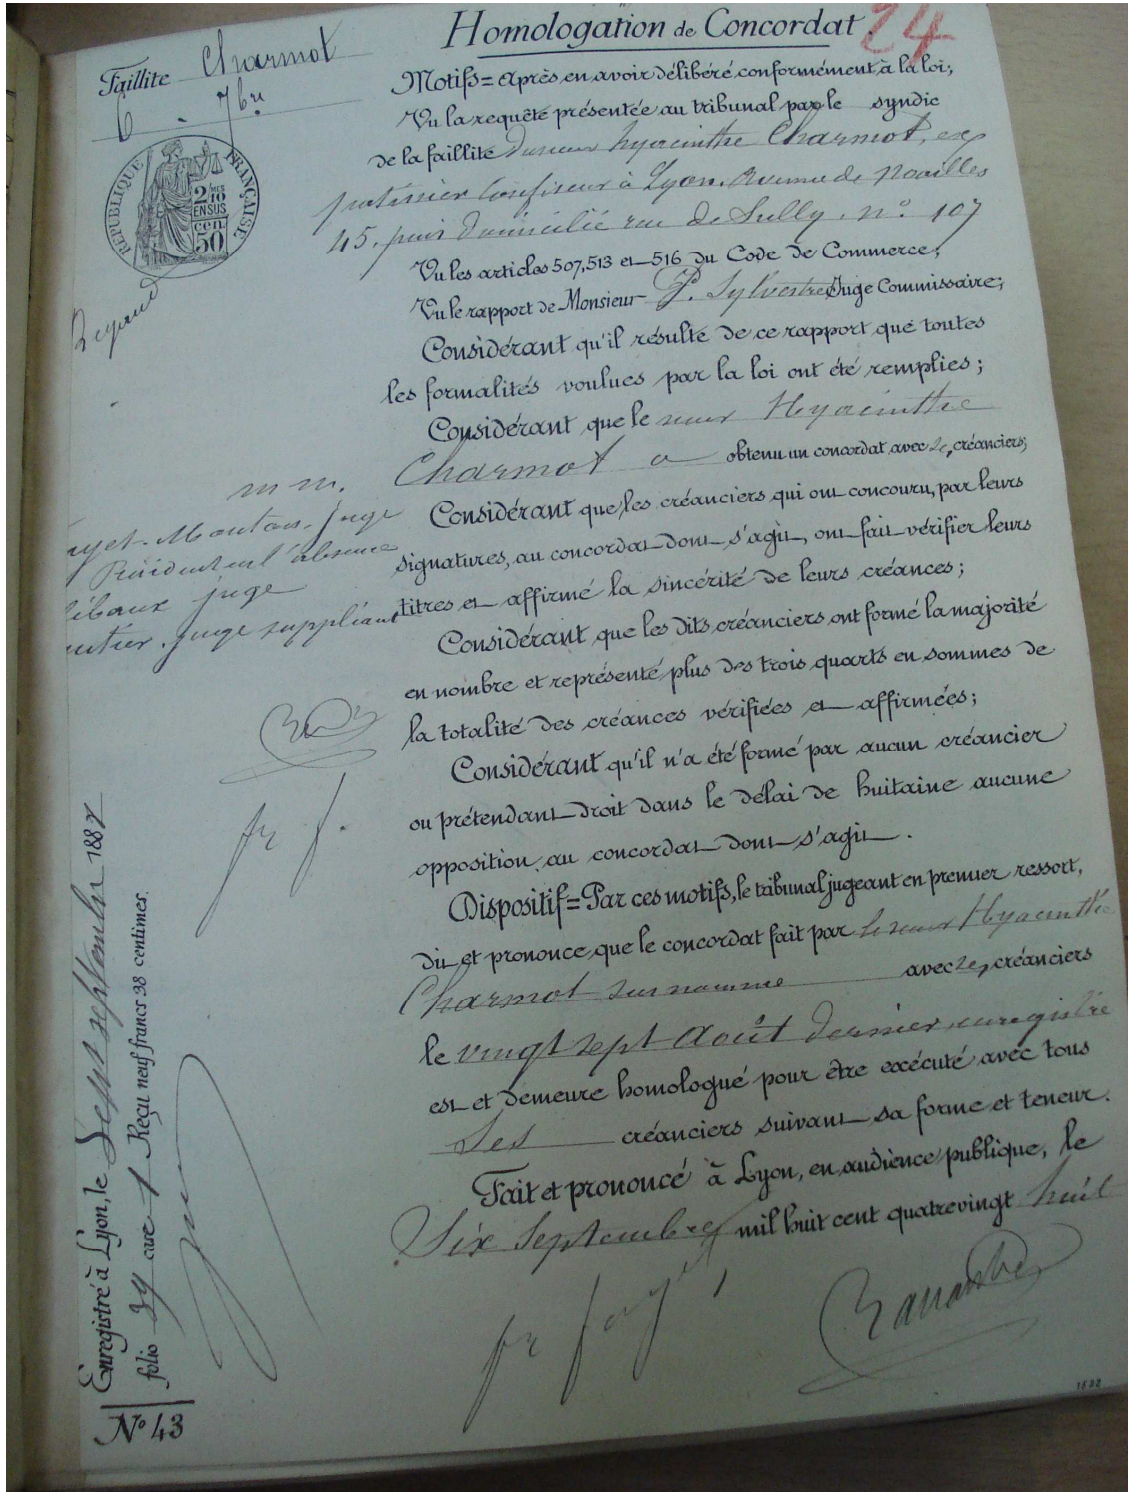 Homologation de Concordat.
24
Faillite Charmot
6. 7bre
RÉPUBLIQUE FRANÇAISE
2/10
EN SUS
50 cen
Motifs = Après en avoir délibéré conformément à la loi;
Vu la requête présentée au tribunal par le syndic
de la faillite du sieur Hyacinthe Charmot, ex
patissier Confiseur à Lyon, Avenue de Noailles
45, puis domicilié rue de Sully, n°. 107
Vu les articles 507, 513 et 516 du Code de Commerce,
Vu le rapport de Monsieur P. Sylvestre Juge Commissaire;
Considérant qu'il résulte de ce rapport que toutes
les formalités voulues par la loi ont été remplies;
Considérant que le sieur Hyacinthe
Charmot a obtenu un concordat avec ses créanciers;
Considérant que les créanciers qui ont concouru, par leurs
signatures, au concordat dont s'agit, ont fait vérifier leurs
titres et affirmé la sincérité de leurs créances;
Considérant que les dits créanciers ont formé la majorité
en nombre et représenté plus des trois quarts en sommes de
la totalité des créances vérifiées et affirmées;
Considérant qu'il n'a été formé par aucun créancier
ou prétendant droit dans le délai de huitaine aucune
opposition au concordat dont s'agit.
Dispositif = Par ces motifs, le tribunal jugeant en premier ressort,
dit et prononce que le concordat fait par le sieur Hyacinthe
Charmot susnommé avec ses créanciers
le vingt sept Août dernier, enregistré
est et demeure homologué pour être exécuté avec tous
ses créanciers suivant sa forme et teneur.
Fait et prononcé à Lyon, en audience publique, le
Six Septembre mil huit cent quatrevingt huit
M M.
juge
Président en l'absence
juge
juge suppléant
Enregistré à Lyon, le Sept septembre 188
folio 39 case 1 Reçu neuf francs 38 centimes.
N° 43
1532